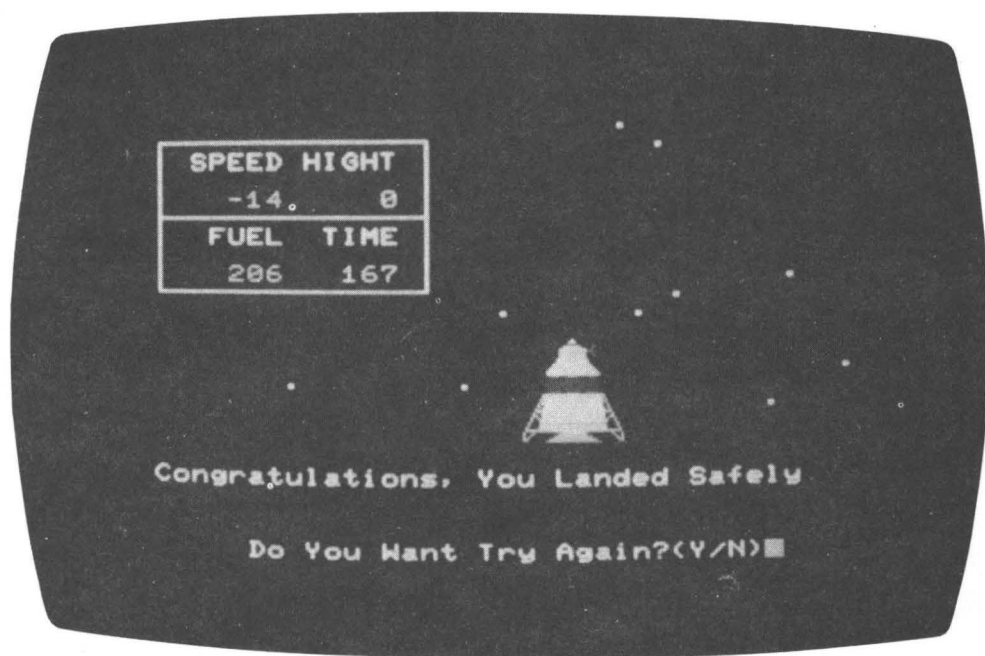 SPEED HIGHT
-14. 0
FUEL TIME
206 167
Congratulations, You Landed Safely
Do You Want Try Again?(Y/N)